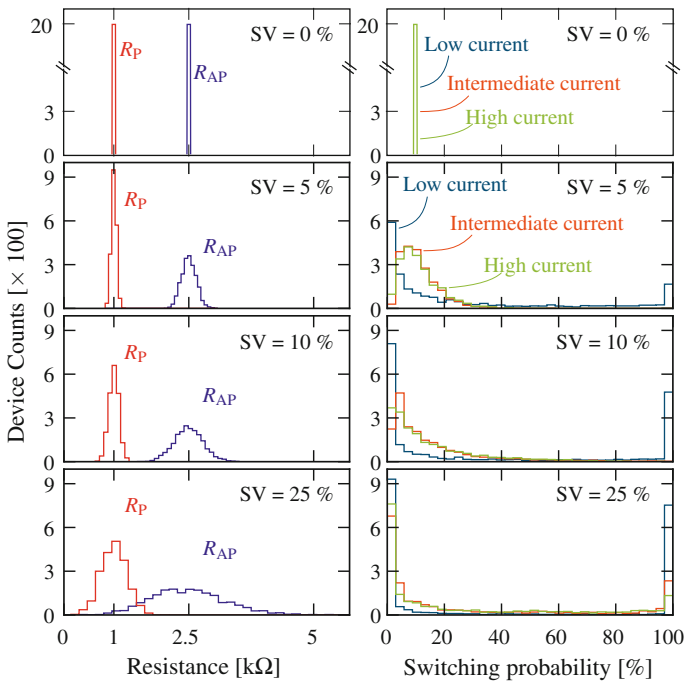 Device Counts [× 100]
20
3
0
R_P
R_AP
SV = 0 %
9
6
3
0
R_P
R_AP
SV = 5 %
9
6
3
0
R_P
R_AP
SV = 10 %
9
6
3
0
R_P
R_AP
SV = 25 %
0 1 2.5 5
Resistance [kΩ]
20
3
0
SV = 0 %
Low current
Intermediate current
High current
9
6
3
0
SV = 5 %
Low current
Intermediate current
High current
9
6
3
0
SV = 10 %
9
6
3
0
SV = 25 %
0 20 40 60 80 100
Switching probability [%]